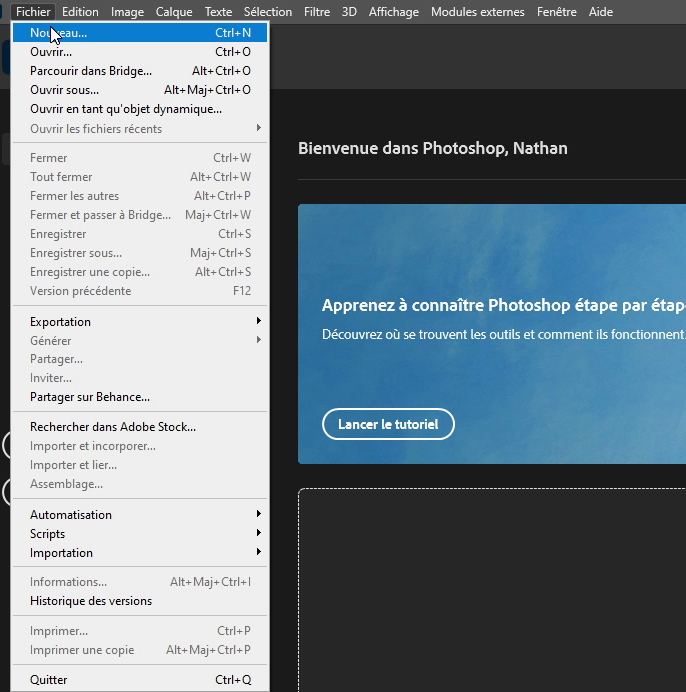 Fichier Edition Image Calque Texte Sélection Filtre 3D Affichage Modules externes Fenêtre Aide
Nouveau... Ctrl+N
Ouvrir... Ctrl+O
Parcourir dans Bridge... Alt+Ctrl+O
Ouvrir sous... Alt+Maj+Ctrl+O
Ouvrir en tant qu'objet dynamique...
Ouvrir les fichiers récents
Fermer Ctrl+W
Tout fermer Alt+Ctrl+W
Fermer les autres Alt+Ctrl+P
Fermer et passer à Bridge... Maj+Ctrl+W
Enregistrer Ctrl+S
Enregistrer sous... Maj+Ctrl+S
Enregistrer une copie... Alt+Ctrl+S
Version précédente F12
Exportation
Générer
Partager...
Inviter...
Partager sur Behance...
Rechercher dans Adobe Stock...
Importer et incorporer...
Importer et lier...
Assemblage...
Automatisation
Scripts
Importation
Informations... Alt+Maj+Ctrl+I
Historique des versions
Imprimer... Ctrl+P
Imprimer une copie Alt+Maj+Ctrl+P
Quitter Ctrl+Q
Bienvenue dans Photoshop, Nathan
Apprenez à connaître Photoshop étape par étap
Découvrez où se trouvent les outils et comment ils fonctionnent.
Lancer le tutoriel